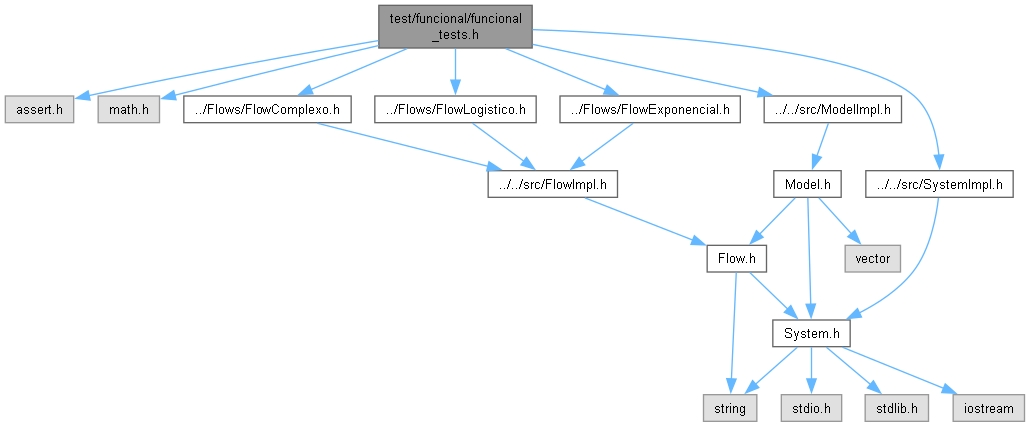 test/funcional/funcional
_tests.h
assert.h
math.h
../Flows/FlowComplexo.h
../Flows/FlowLogistico.h
../Flows/FlowExponencial.h
../../src/ModelImpl.h
../../src/FlowImpl.h
Model.h
../../src/SystemImpl.h
Flow.h
vector
System.h
string
stdio.h
stdlib.h
iostream